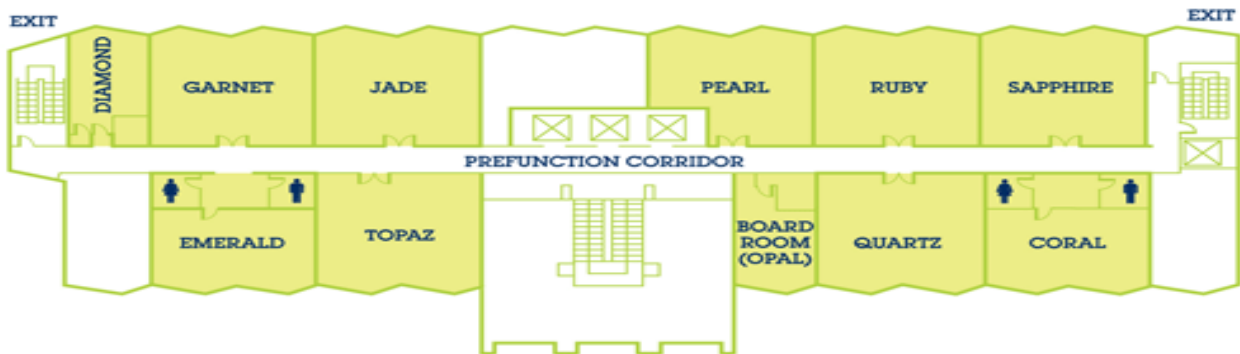 EXIT
EXIT
DIAMOND
GARNET
JADE
PEARL
RUBY
SAPPHIRE
PREFUNCTION CORRIDOR
EMERALD
TOPAZ
BOARD
ROOM
(OPAL)
QUARTZ
CORAL